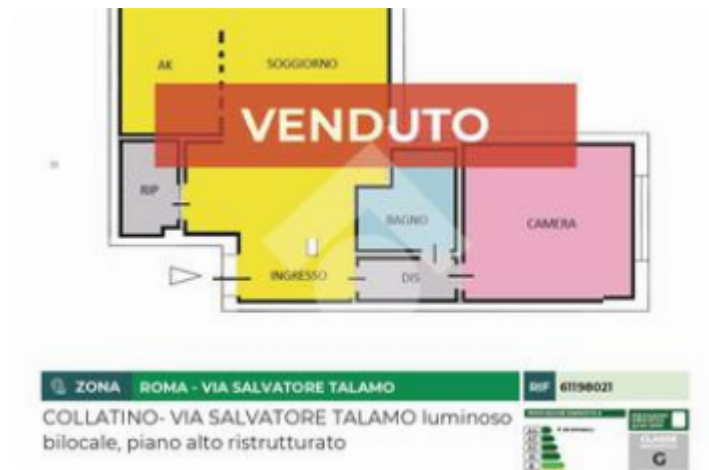 AK SOGGIORNO
VENDUTO
RIP
BAGNO
CAMERA
INGRESSO DIS
ZONA ROMA - VIA SALVATORE TALAMO RIF 61198021
COLLATINO- VIA SALVATORE TALAMO luminoso
bilocale, piano alto ristrutturato
CLASSE
G